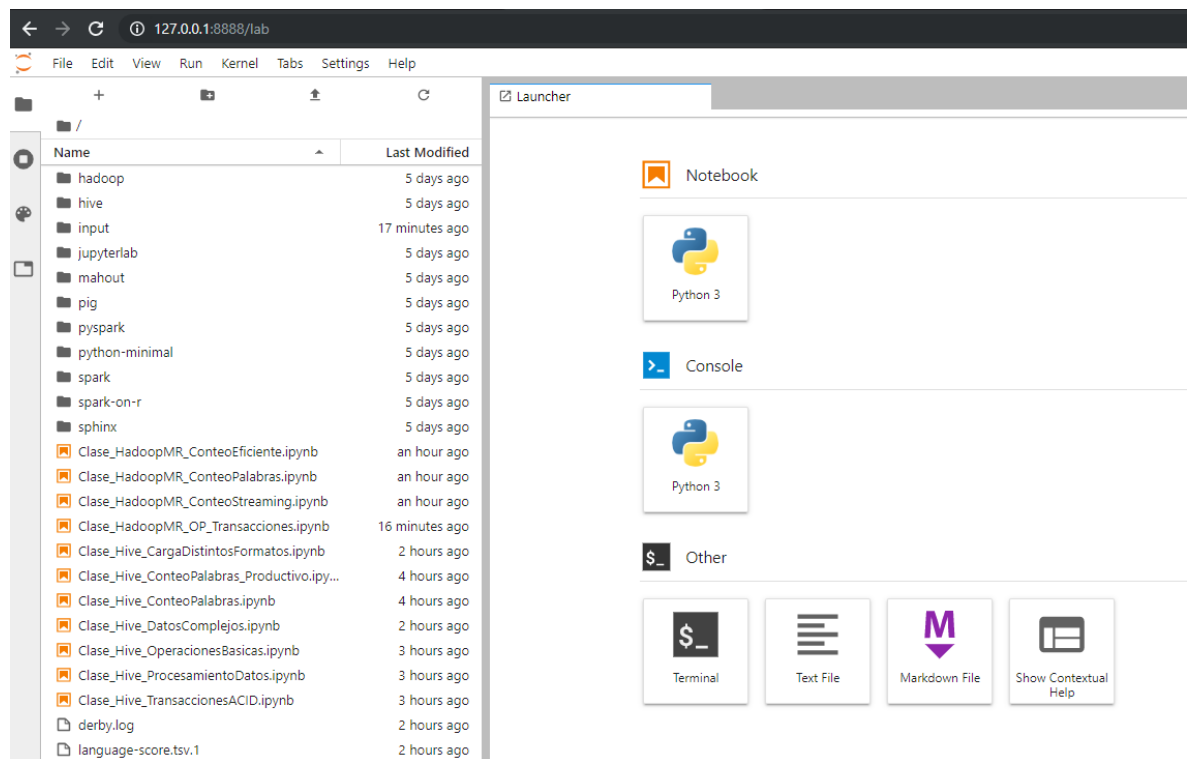 127.0.0.1:8888/lab
File Edit View Run Kernel Tabs Settings Help
Launcher
/
Name Last Modified
hadoop 5 days ago
hive 5 days ago
input 17 minutes ago
jupyterlab 5 days ago
mahout 5 days ago
pig 5 days ago
pyspark 5 days ago
python-minimal 5 days ago
spark 5 days ago
spark-on-r 5 days ago
sphinx 5 days ago
Clase_HadoopMR_ConteoEficiente.ipynb an hour ago
Clase_HadoopMR_ConteoPalabras.ipynb an hour ago
Clase_HadoopMR_ConteoStreaming.ipynb an hour ago
Clase_HadoopMR_OP_Transacciones.ipynb 16 minutes ago
Clase_Hive_CargaDistintosFormatos.ipynb 2 hours ago
Clase_Hive_ConteoPalabras_Productivo.ipy... 4 hours ago
Clase_Hive_ConteoPalabras.ipynb 4 hours ago
Clase_Hive_DatosComplejos.ipynb 2 hours ago
Clase_Hive_OperacionesBasicas.ipynb 3 hours ago
Clase_Hive_ProcesamientoDatos.ipynb 3 hours ago
Clase_Hive_TransaccionesACID.ipynb 3 hours ago
derby.log 2 hours ago
language-score.tsv.1 2 hours ago
Notebook
Python 3
Console
Python 3
$_ Other
$_ M
Terminal Text File Markdown File Show Contextual
Help